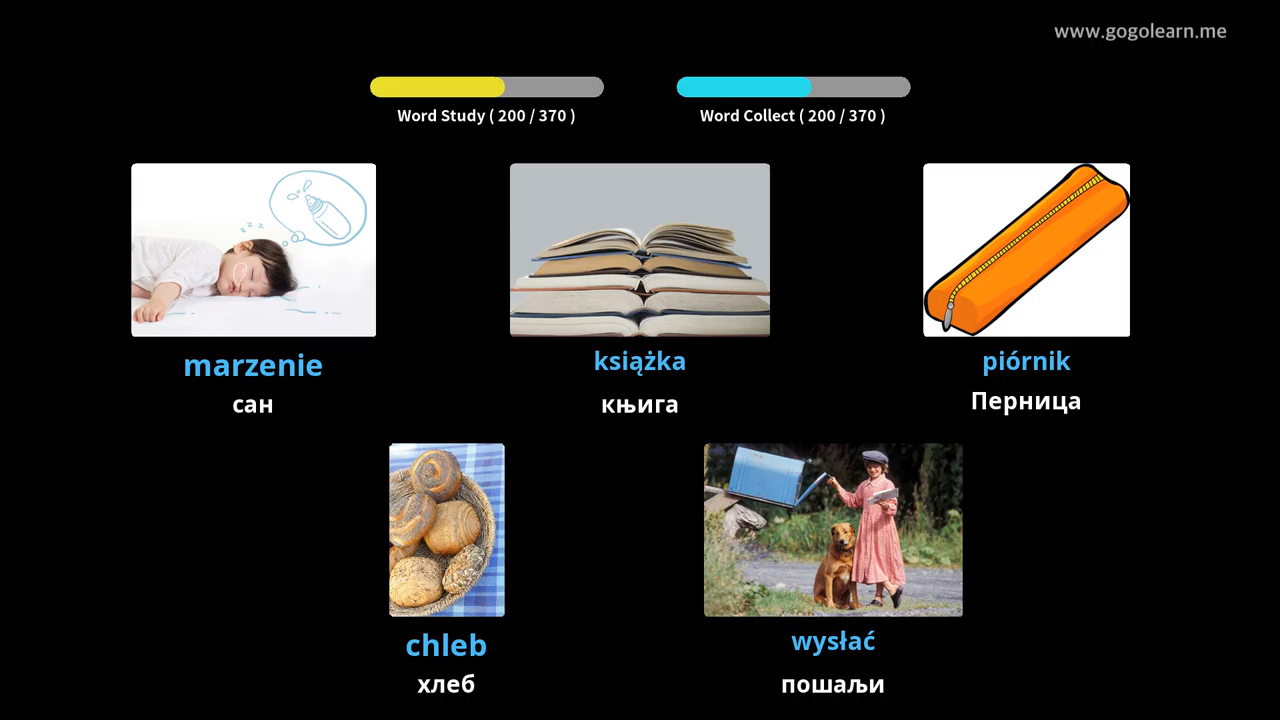 www.gogolearn.me
Word Study ( 200 / 370 )
Word Collect ( 200 / 370 )
marzenie
сан
książka
књига
piórnik
Перница
chleb
хлеб
wysłać
пошаљи